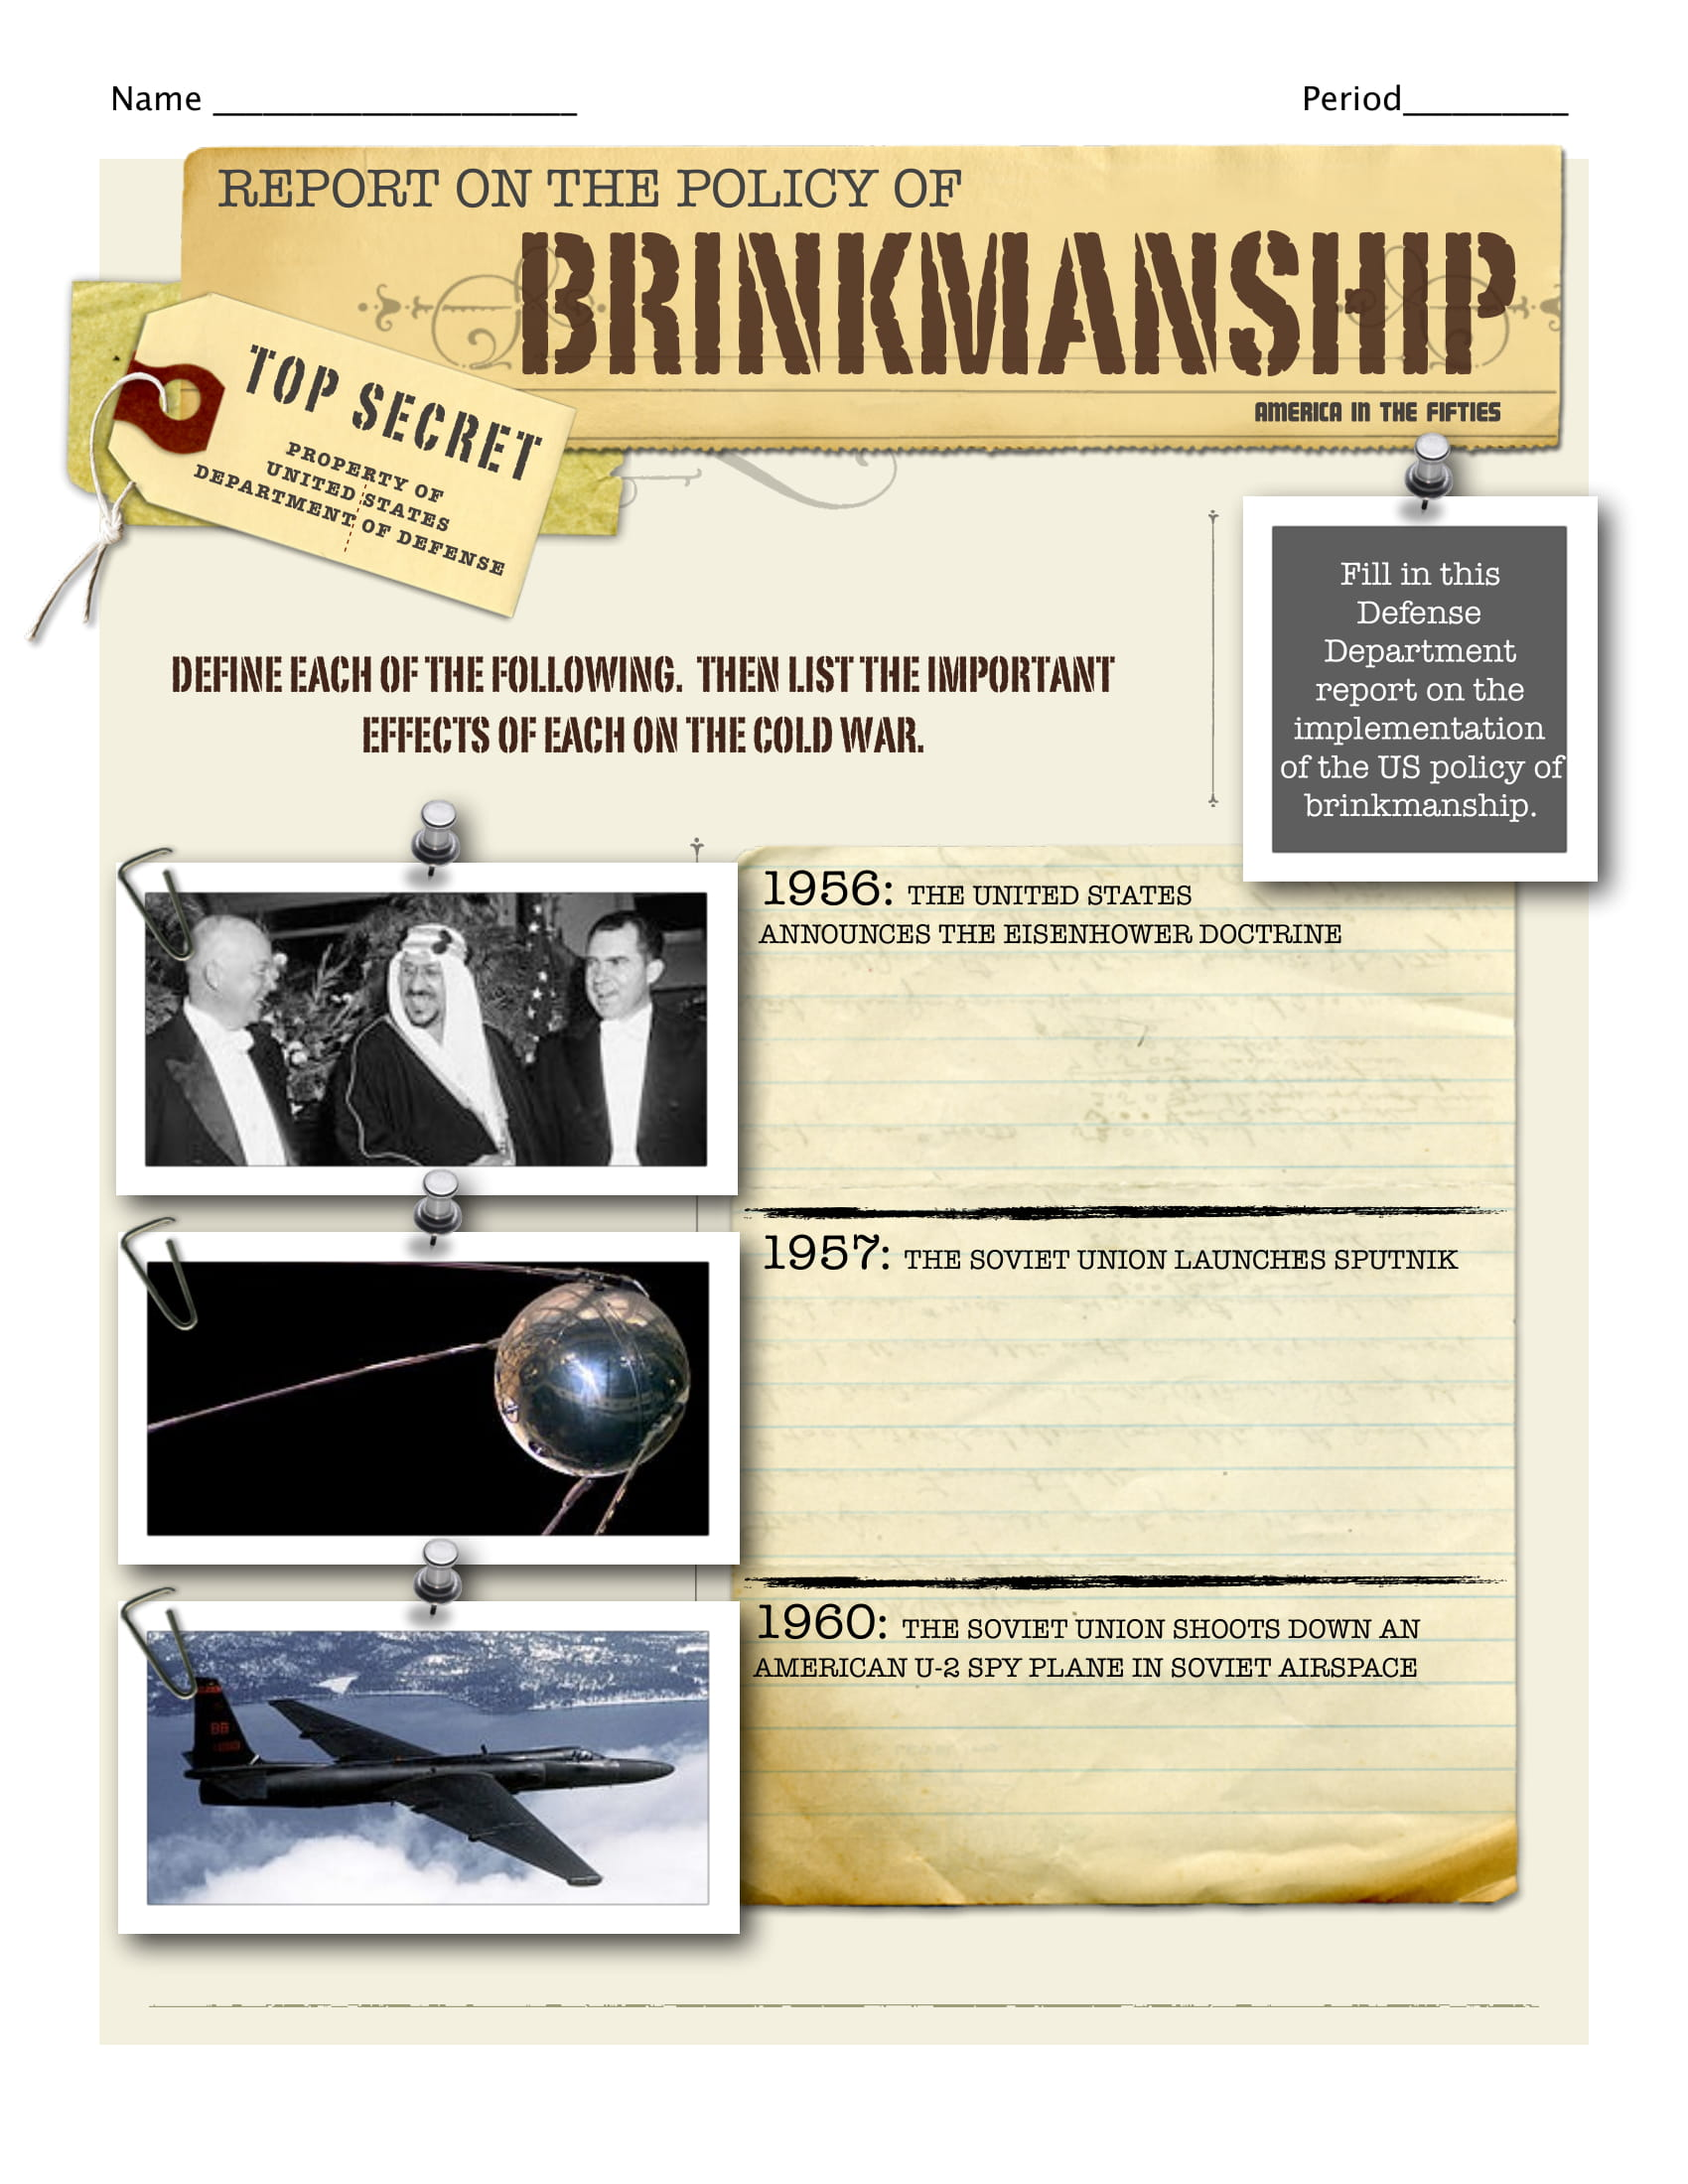 Name ______________________ Period__________
REPORT ON THE POLICY OF
BRINKMANSHIP
AMERICA IN THE FIFTIES
TOP SECRET
PROPERTY OF
UNITED STATES
DEPARTMENT OF DEFENSE
Fill in this
Defense
Department
report on the
implementation
of the US policy of
brinkmanship.
DEFINE EACH OF THE FOLLOWING. THEN LIST THE IMPORTANT
EFFECTS OF EACH ON THE COLD WAR.
1956: THE UNITED STATES
ANNOUNCES THE EISENHOWER DOCTRINE
1957: THE SOVIET UNION LAUNCHES SPUTNIK
1960: THE SOVIET UNION SHOOTS DOWN AN
AMERICAN U-2 SPY PLANE IN SOVIET AIRSPACE
BB